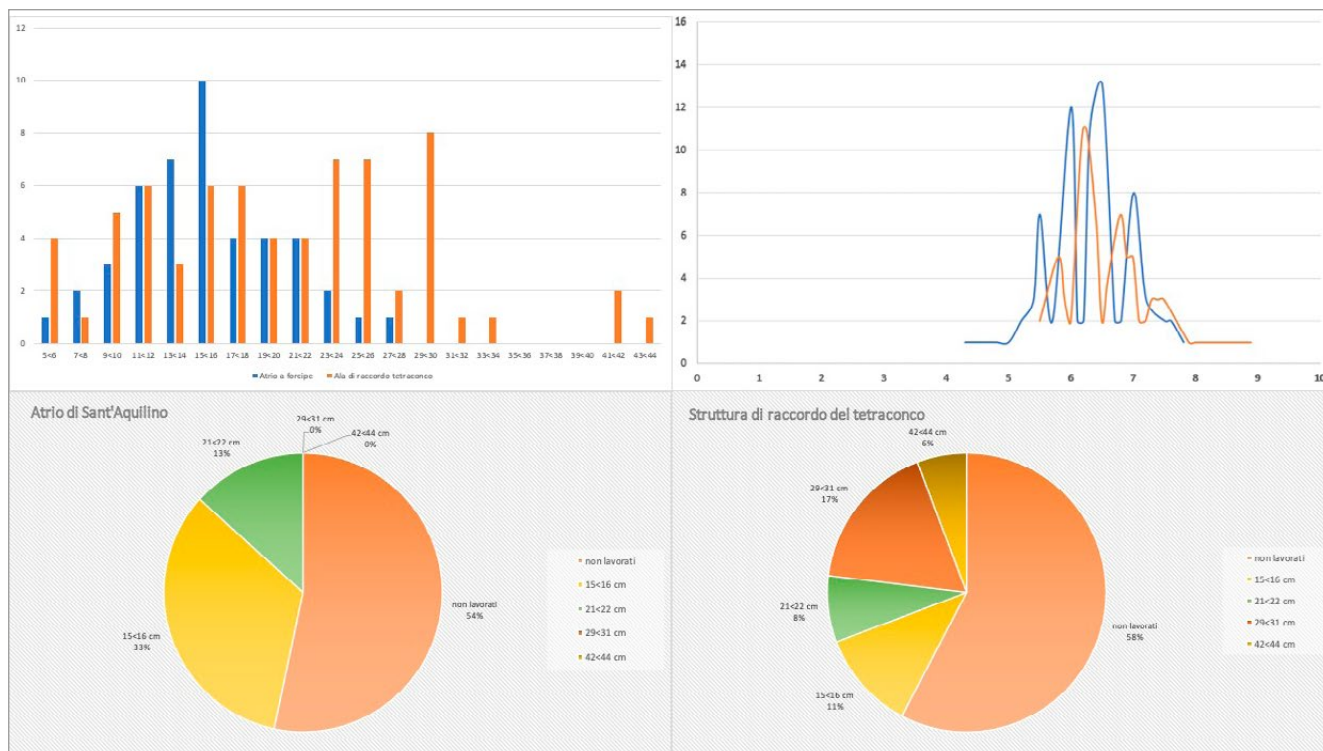 12
10
8
6
4
2
0
5<6 7<8 9<10 11<12 13<14 15<16 17<18 19<20 21<22 23<24 25<26 27<28 29<30 31<32 33<34 35<36 37<38 39<40 41<42 43<44
Atrio a forcipe Ala di raccordo tetraconco
16
14
12
10
8
6
4
2
0
0 1 2 3 4 5 6 7 8 9 10
Atrio di Sant'Aquilino
29<31 cm
0%
42<44 cm
0%
21<22 cm
13%
15<16 cm
33%
non lavorati
54%
non lavorati
15<16 cm
21<22 cm
29<31 cm
42<44 cm
Struttura di raccordo del tetraconco
42<44 cm
6%
29<31 cm
17%
21<22 cm
8%
15<16 cm
11%
non lavorati
58%
non lavorati
15<16 cm
21<22 cm
29<31 cm
42<44 cm